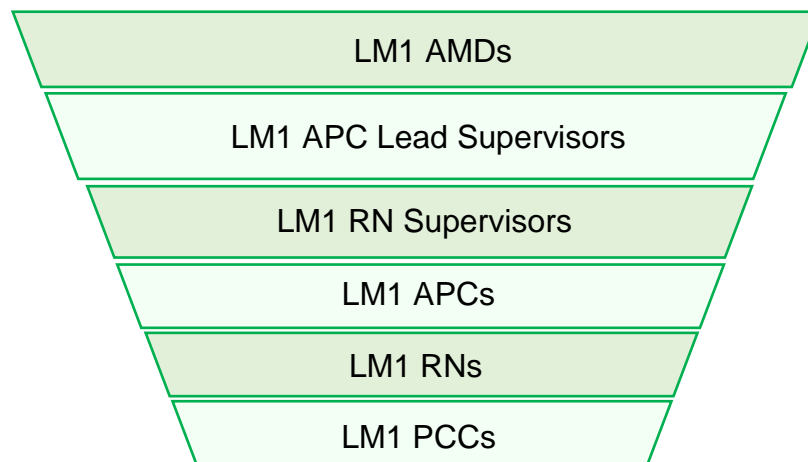 LM1 AMDs
LM1 APC Lead Supervisors
LM1 RN Supervisors
LM1 APCs
LM1 RNs
LM1 PCCs